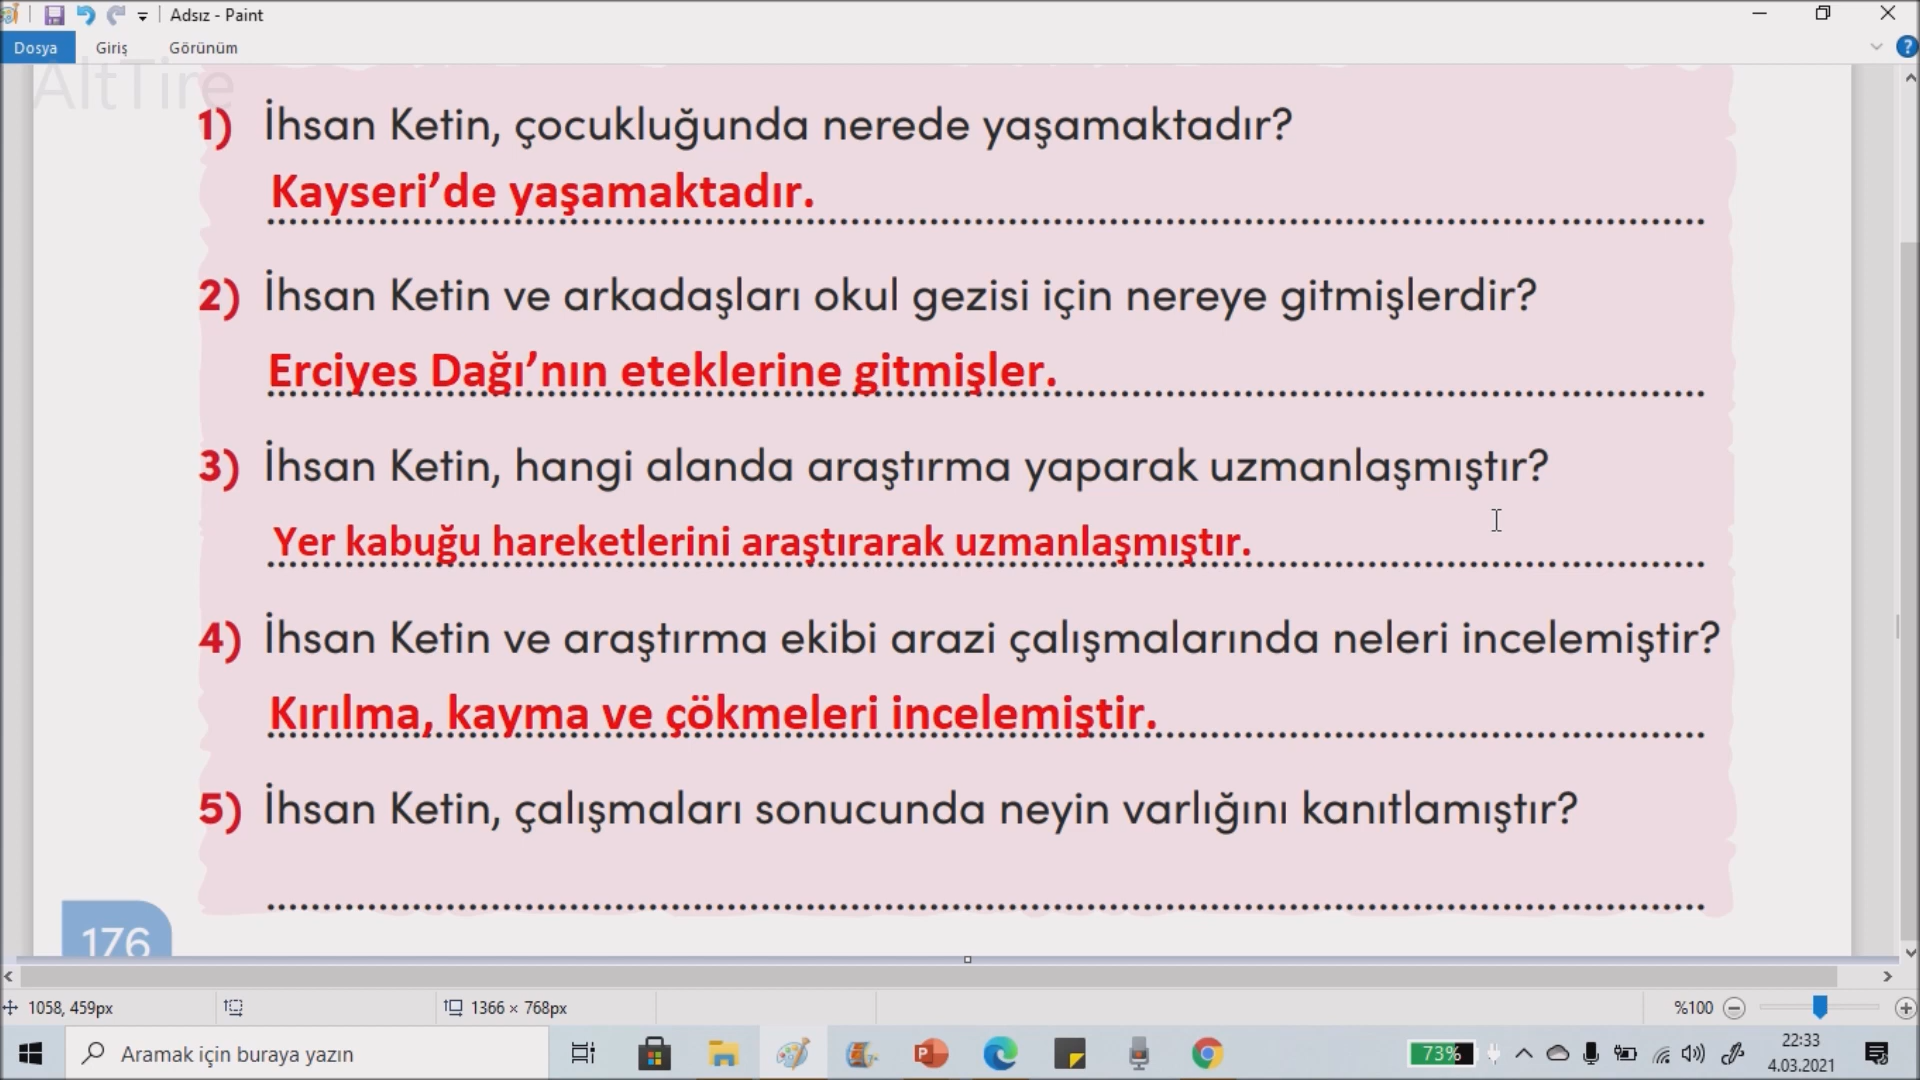 Adsız - Paint
Dosya Giriş Görünüm
AltTire
1) İhsan Ketin, çocukluğunda nerede yaşamaktadır?
Kayseri’de yaşamaktadır.
2) İhsan Ketin ve arkadaşları okul gezisi için nereye gitmişlerdir?
Erciyes Dağı’nın eteklerine gitmişler.
3) İhsan Ketin, hangi alanda araştırma yaparak uzmanlaşmıştır?
Yer kabuğu hareketlerini araştırarak uzmanlaşmıştır.
4) İhsan Ketin ve araştırma ekibi arazi çalışmalarında neleri incelemiştir?
Kırılma, kayma ve çökmeleri incelemiştir.
5) İhsan Ketin, çalışmaları sonucunda neyin varlığını kanıtlamıştır?
176
1058, 459px 1366 × 768px %100
Aramak için buraya yazın 73% 22:33
4.03.2021